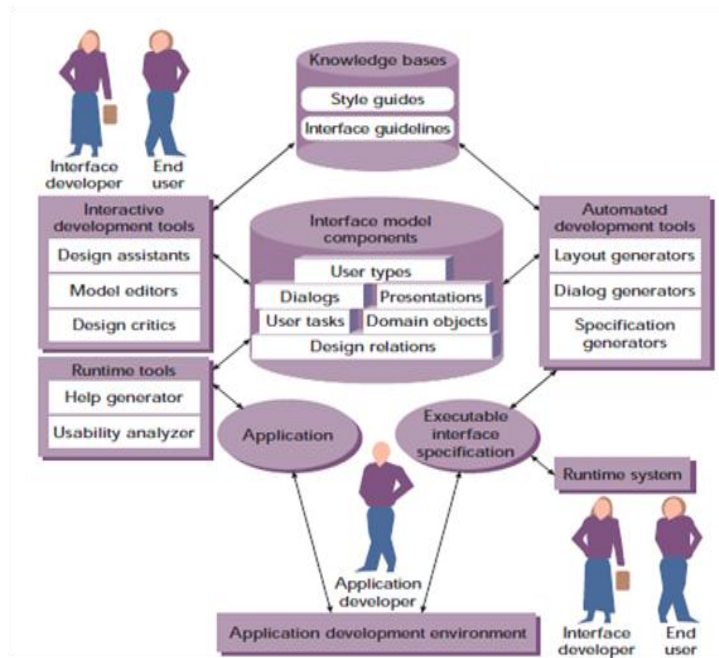 Knowledge bases
Style guides
Interface guidelines
Interface
developer
End
user
Interactive
development tools
Design assistants
Model editors
Design critics
Interface model
components
User types
Dialogs
Presentations
User tasks
Domain objects
Design relations
Automated
development tools
Layout generators
Dialog generators
Specification
generators
Runtime tools
Help generator
Usability analyzer
Application
Executable
interface
specification
Runtime system
Application
developer
Application development environment
Interface
developer
End
user